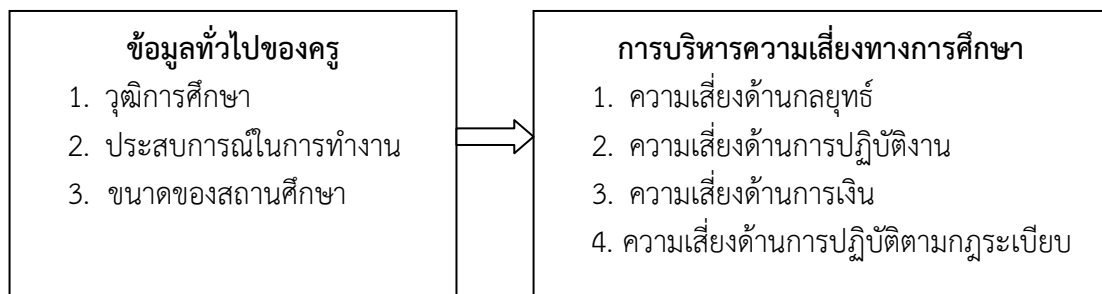 ข้อมูลทั่วไปของครู
1. วุฒิการศึกษา
2. ประสบการณ์ในการทำงาน
3. ขนาดของสถานศึกษา
การบริหารความเสี่ยงทางการศึกษา
1. ความเสี่ยงด้านกลยุทธ์
2. ความเสี่ยงด้านการปฏิบัติงาน
3. ความเสี่ยงด้านการเงิน
4. ความเสี่ยงด้านการปฏิบัติตามกฎระเบียบ